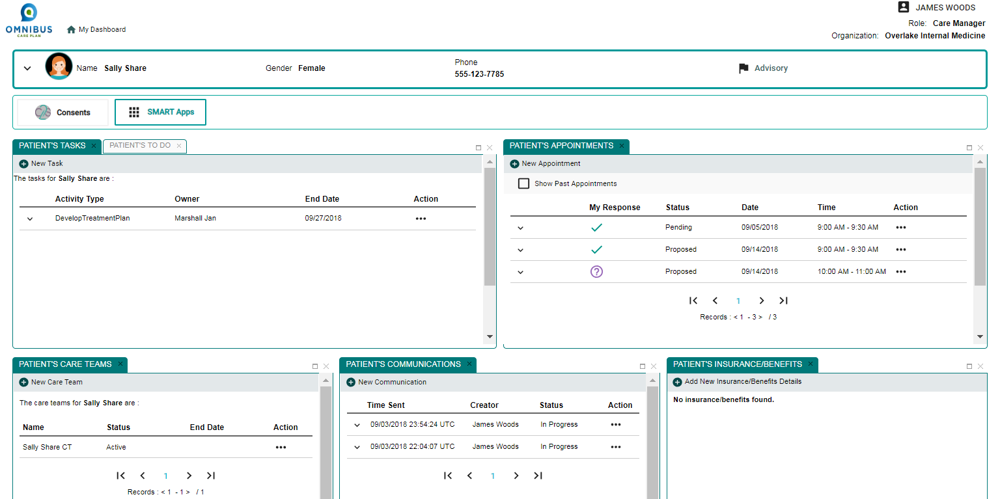 OMNIBUS
CARE PLAN
My Dashboard
JAMES WOODS
Role: Care Manager
Organization: Overlake Internal Medicine
Name Sally Share
Gender Female
Phone
555-123-7785
Advisory
Consents
SMART Apps
PATIENT'S TASKS
PATIENT'S TO DO
New Task
The tasks for Sally Share are :
Activity Type Owner End Date Action
DevelopTreatmentPlan Marshall Jan 09/27/2018
PATIENT'S APPOINTMENTS
New Appointment
Show Past Appointments
My Response Status Date Time Action
Pending 09/05/2018 9:00 AM - 9:30 AM
Proposed 09/14/2018 9:00 AM - 9:30 AM
Proposed 09/14/2018 10:00 AM - 11:00 AM
1
Records : < 1 - 3 > / 3
PATIENT'S CARE TEAMS
New Care Team
The care teams for Sally Share are :
Name Status End Date Action
Sally Share CT Active
1
Records : < 1 - 1 > / 1
PATIENT'S COMMUNICATIONS
New Communication
Time Sent Creator Status Action
09/03/2018 23:54:24 UTC James Woods In Progress
09/03/2018 22:04:07 UTC James Woods In Progress
1
PATIENT'S INSURANCE/BENEFITS
Add New Insurance/Benefits Details
No insurance/benefits found.